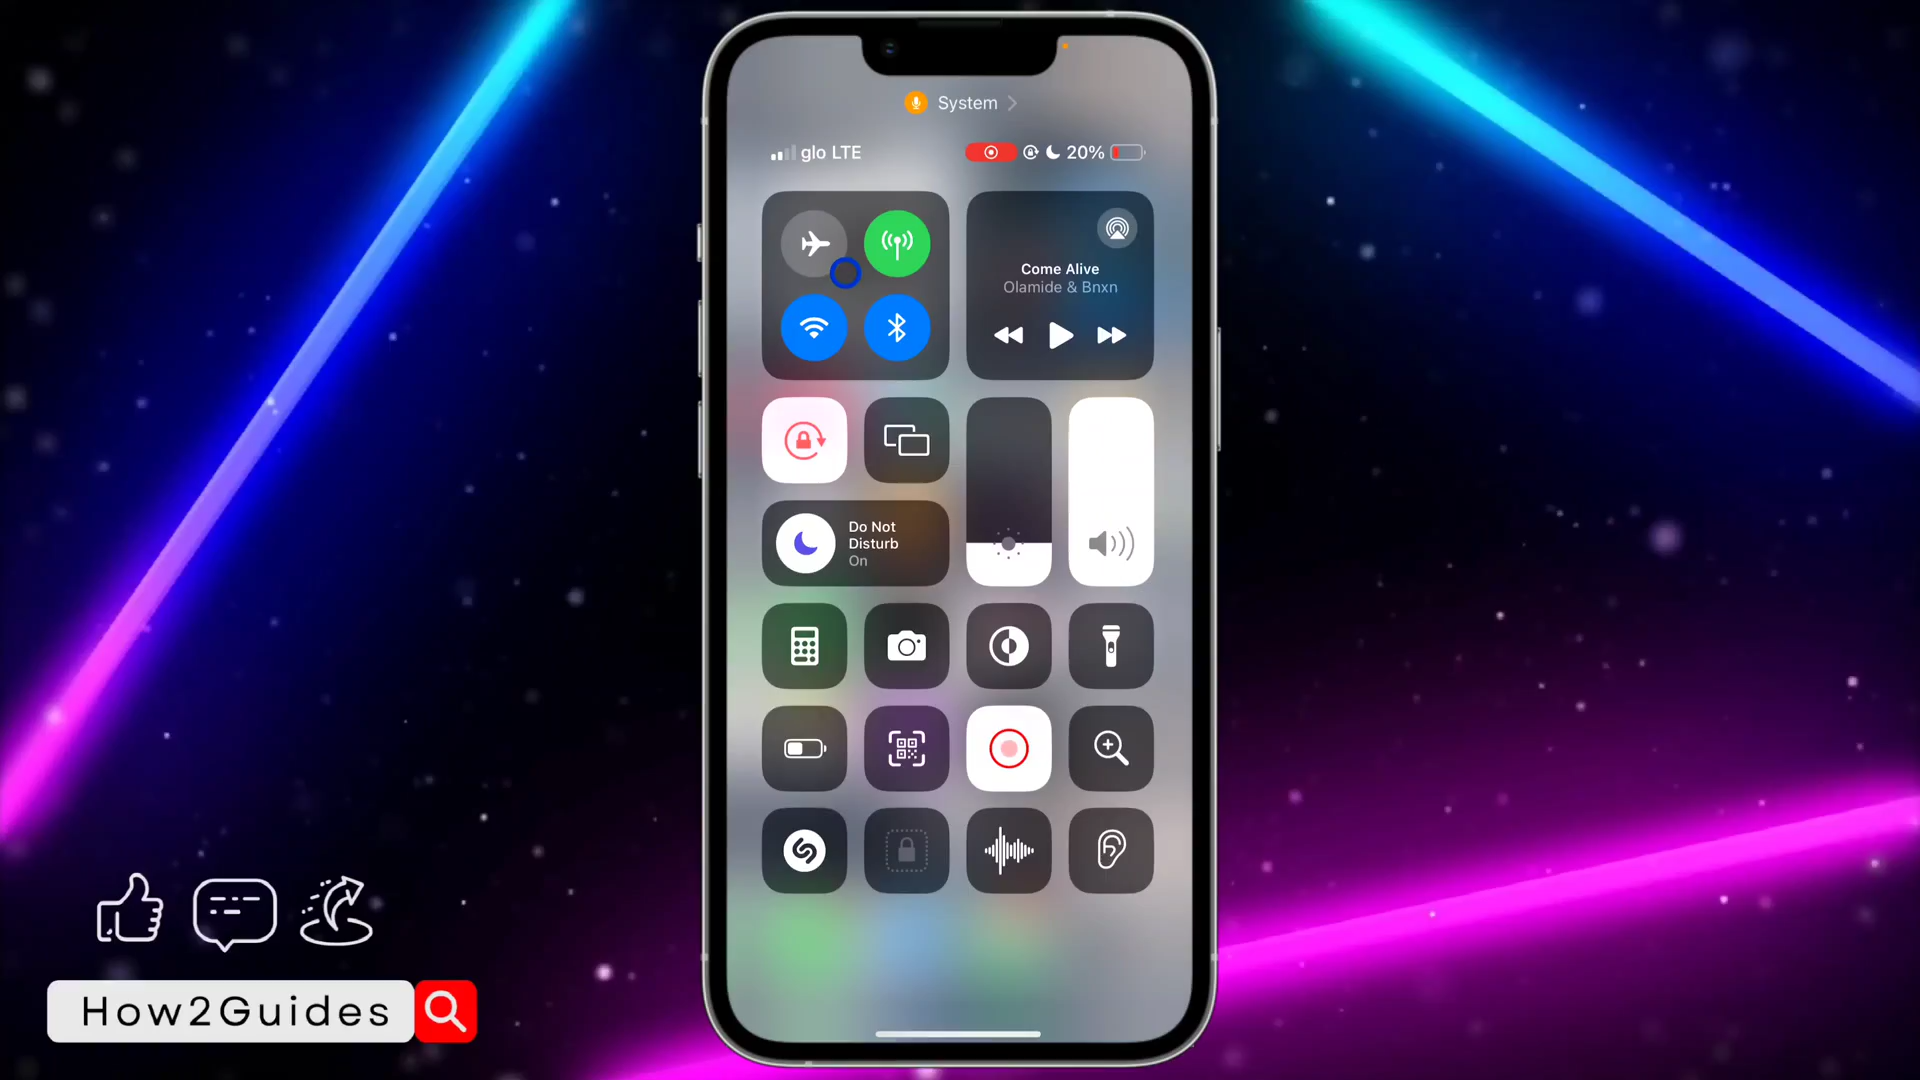 System
glo LTE
20%
Come Alive
Olamide & Bnxn
Do Not
Disturb
On
How2Guides